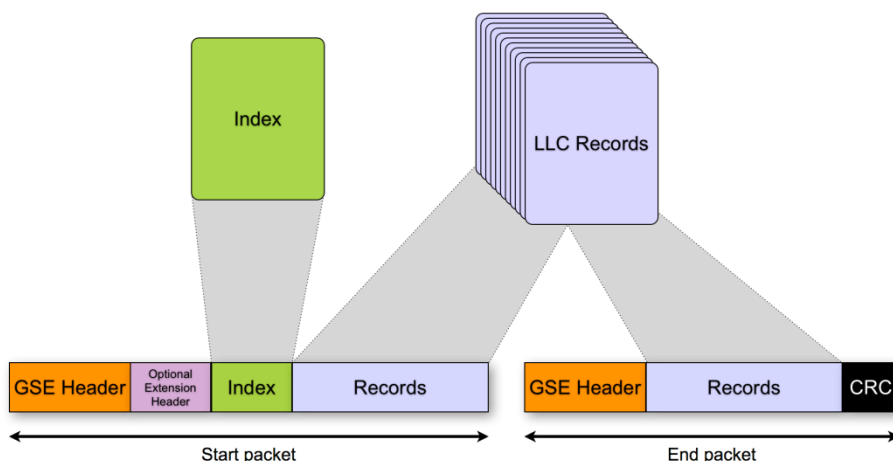 Index
LLC Records
GSE Header
Optional
Extension
Header
Index
Records
GSE Header
Records
CRC
Start packet
End packet